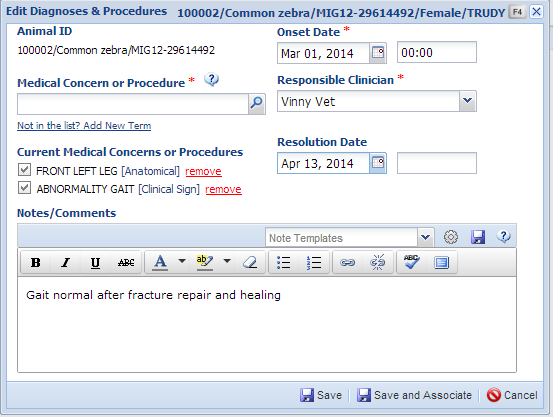 Edit Diagnoses & Procedures 100002/Common zebra/MIG12-29614492/Female/TRUDY F4
Animal ID
100002/Common zebra/MIG12-29614492
Onset Date *
Mar 01, 2014 00:00
Medical Concern or Procedure * ?
Responsible Clinician *
Vinny Vet
Not in the list? Add New Term
Current Medical Concerns or Procedures
FRONT LEFT LEG [Anatomical] remove
ABNORMALITY GAIT [Clinical Sign] remove
Resolution Date
Apr 13, 2014
Notes/Comments
Note Templates ?
B I U ABC A ab ABC
Gait normal after fracture repair and healing
Save Save and Associate Cancel